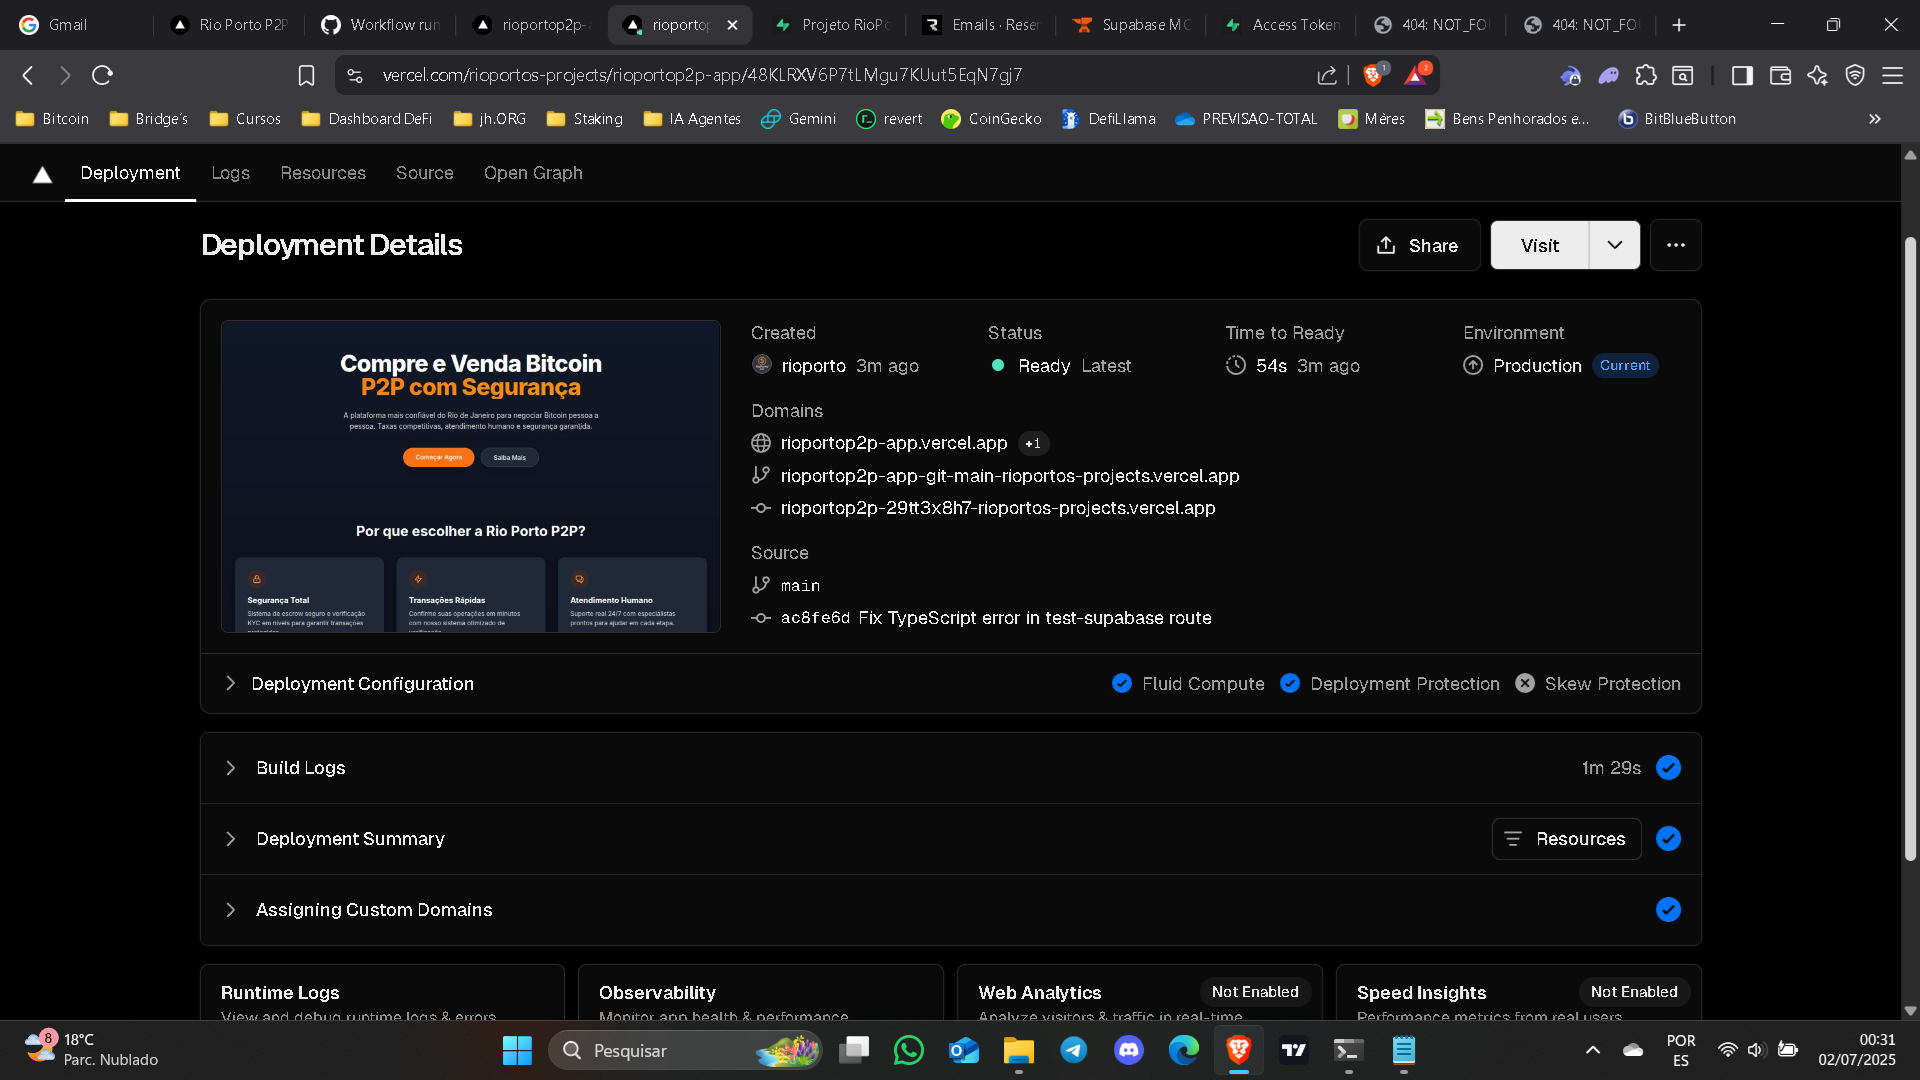 Gmail
Rio Porto P2P
Workflow run
rioportop2p-
rioportop
Projeto RioPo
Emails · Rese
Supabase MC
Access Token
404: NOT_FOU
404: NOT_FOU
vercel.com/rioportos-projects/rioportop2p-app/48KLRXV6P7tLMgu7KUut5EqN7gj7
1
2
Bitcoin
Bridge's
Cursos
Dashboard DeFi
jh.ORG
Staking
IA Agentes
Gemini
revert
CoinGecko
DefiLlama
PREVISAO-TOTAL
Mères
Bens Penhorados e...
BitBlueButton
Deployment
Logs
Resources
Source
Open Graph
Deployment Details
Share
Visit
Compre e Venda Bitcoin
P2P com Segurança
A plataforma mais confiável do Rio de Janeiro para negociar Bitcoin pessoa a
pessoa. Taxas competitivas, atendimento humano e segurança garantida.
Começar Agora
Saiba Mais
Por que escolher a Rio Porto P2P?
Segurança Total
Sistema de escrow seguro e verificação
KYC em níveis para garantir transações
Transações Rápidas
Confirme suas operações em minutos
com nosso sistema otimizado de
Atendimento Humano
Suporte real 24/7 com especialistas
prontos para ajudar em cada etapa.
Created
rioporto 3m ago
Status
Ready Latest
Time to Ready
54s 3m ago
Environment
Production Current
Domains
rioportop2p-app.vercel.app +1
rioportop2p-app-git-main-rioportos-projects.vercel.app
rioportop2p-29tt3x8h7-rioportos-projects.vercel.app
Source
main
ac8fe6d Fix TypeScript error in test-supabase route
Deployment Configuration
Fluid Compute
Deployment Protection
Skew Protection
Build Logs
1m 29s
Deployment Summary
Resources
Assigning Custom Domains
Runtime Logs
View and debug runtime logs & errors
Observability
Monitor app health & performance
Web Analytics
Not Enabled
Analyze visitors & traffic in real-time
Speed Insights
Not Enabled
Performance metrics from real users
8
18°C
Parc. Nublado
Pesquisar
POR
ES
00:31
02/07/2025